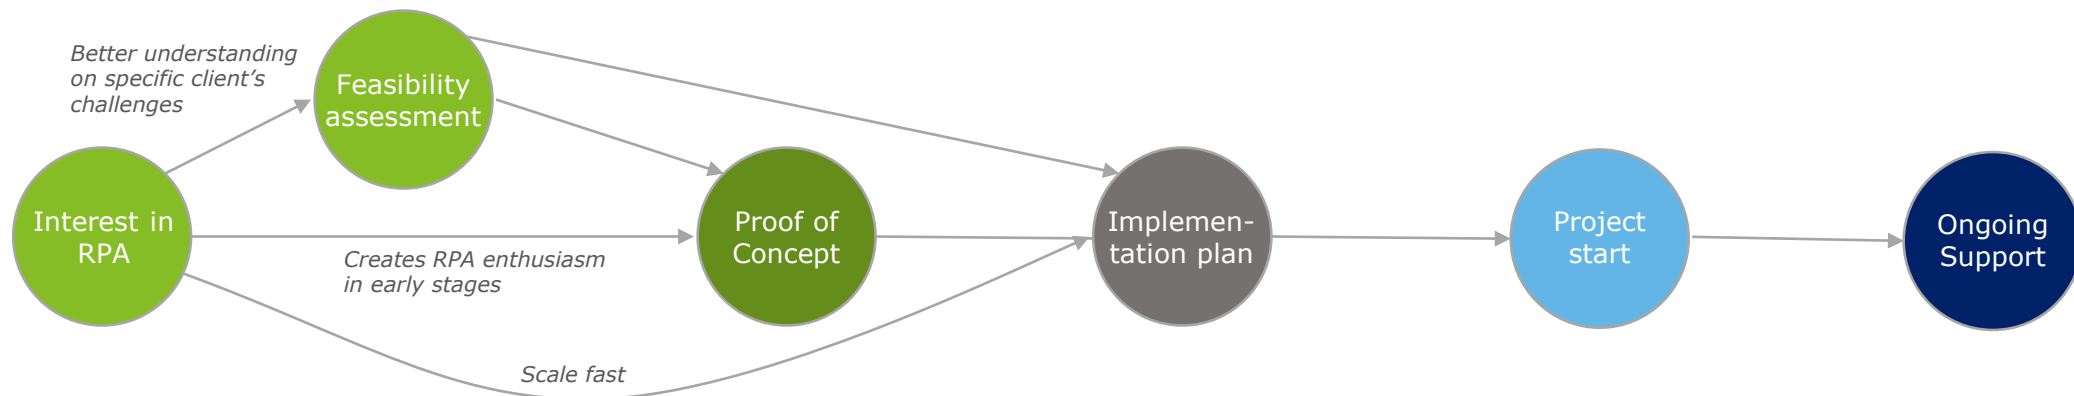 Better understanding
on specific client's
challenges
Feasibility
assessment
Interest in
RPA
Creates RPA enthusiasm
in early stages
Scale fast
Proof of
Concept
Implemen-
tation plan
Project
start
Ongoing
Support